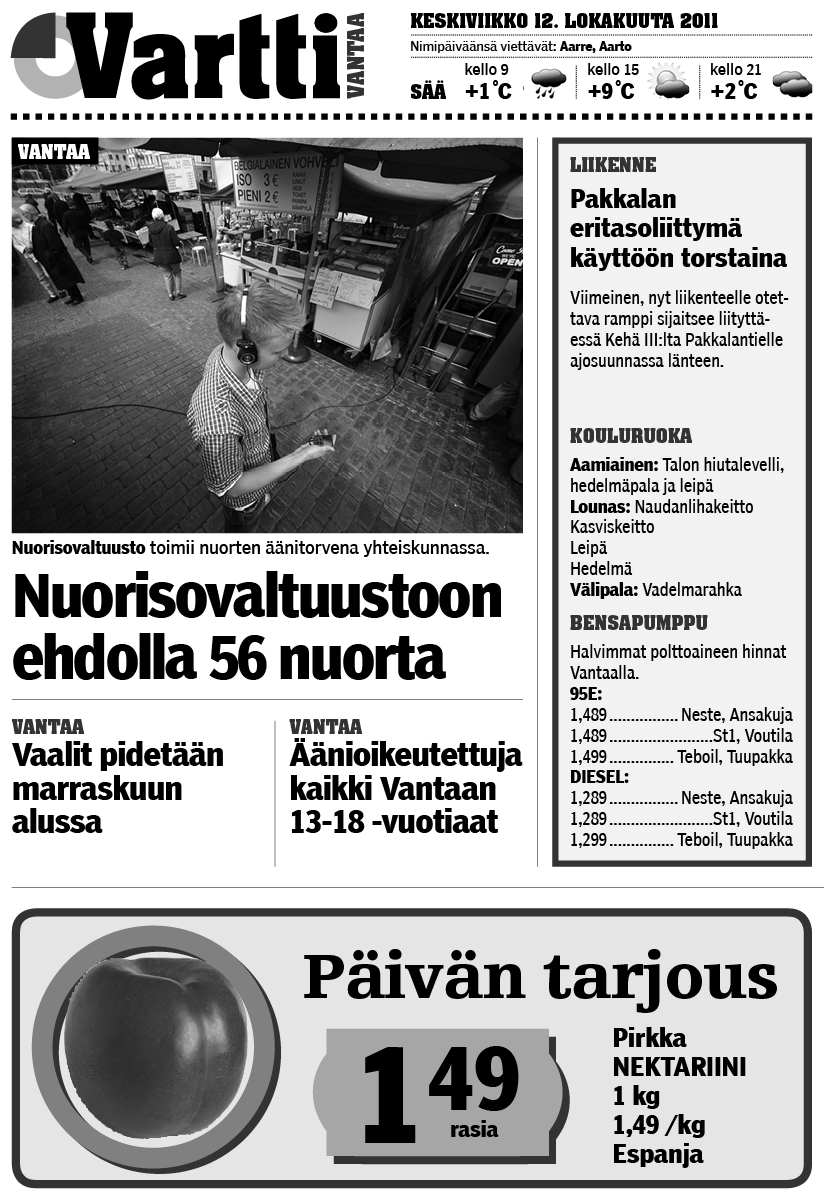 Vartti
VANTAA
KESKIVIIKKO 12. LOKAKUUTA 2011
Nimipäiväänsä viettävät: Aarre, Aarto
SÄÄ
kello 9
+1°C
kello 15
+9°C
kello 21
+2°C
VANTAA
BELGIALAINEN VOHVELI
ISO 3 €
PIENI 2 €
OPEN
Nuorisovaltuusto toimii nuorten äänitorvena yhteiskunnassa.
Nuorisovaltuustoon
ehdolla 56 nuorta
VANTAA
Vaalit pidetään
marraskuun
alussa
VANTAA
Äänioikeutettuja
kaikki Vantaan
13-18 -vuotiaat
LIIKENNE
Pakkalan
eritasoliittymä
käyttöön torstaina
Viimeinen, nyt liikenteelle otet-
tava ramppi sijaitsee liityttä-
essä Kehä III:lta Pakkalantielle
ajosuunnassa länteen.
KOULURUOKA
Aamiainen: Talon hiutalevelli,
hedelmäpala ja leipä
Lounas: Naudanlihakeitto
Kasviskeitto
Leipä
Hedelmä
Välipala: Vadelmarahka
BENSAPUMPPU
Halvimmat polttoaineen hinnat
Vantaalla.
95E:
1,489................ Neste, Ansakuja
1,489........................St1, Voutila
1,499............... Teboil, Tuupakka
DIESEL:
1,289................ Neste, Ansakuja
1,289........................St1, Voutila
1,299............... Teboil, Tuupakka
Päivän tarjous
1 49
rasia
Pirkka
NEKTARIINI
1 kg
1,49 /kg
Espanja